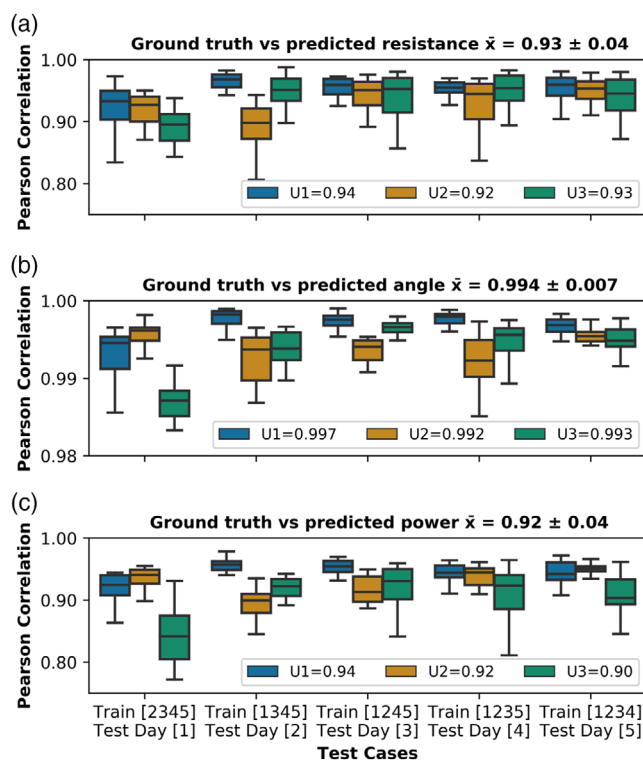 (a)
Ground truth vs predicted resistance x̄ = 0.93 ± 0.04
Pearson Correlation
1.00
0.90
0.80
U1=0.94 U2=0.92 U3=0.93
(b)
Ground truth vs predicted angle x̄ = 0.994 ± 0.007
Pearson Correlation
1.00
0.99
0.98
U1=0.997 U2=0.992 U3=0.993
(c)
Ground truth vs predicted power x̄ = 0.92 ± 0.04
Pearson Correlation
1.00
0.90
0.80
U1=0.94 U2=0.92 U3=0.90
Train [2345] Train [1345] Train [1245] Train [1235] Train [1234]
Test Day [1] Test Day [2] Test Day [3] Test Day [4] Test Day [5]
Test Cases